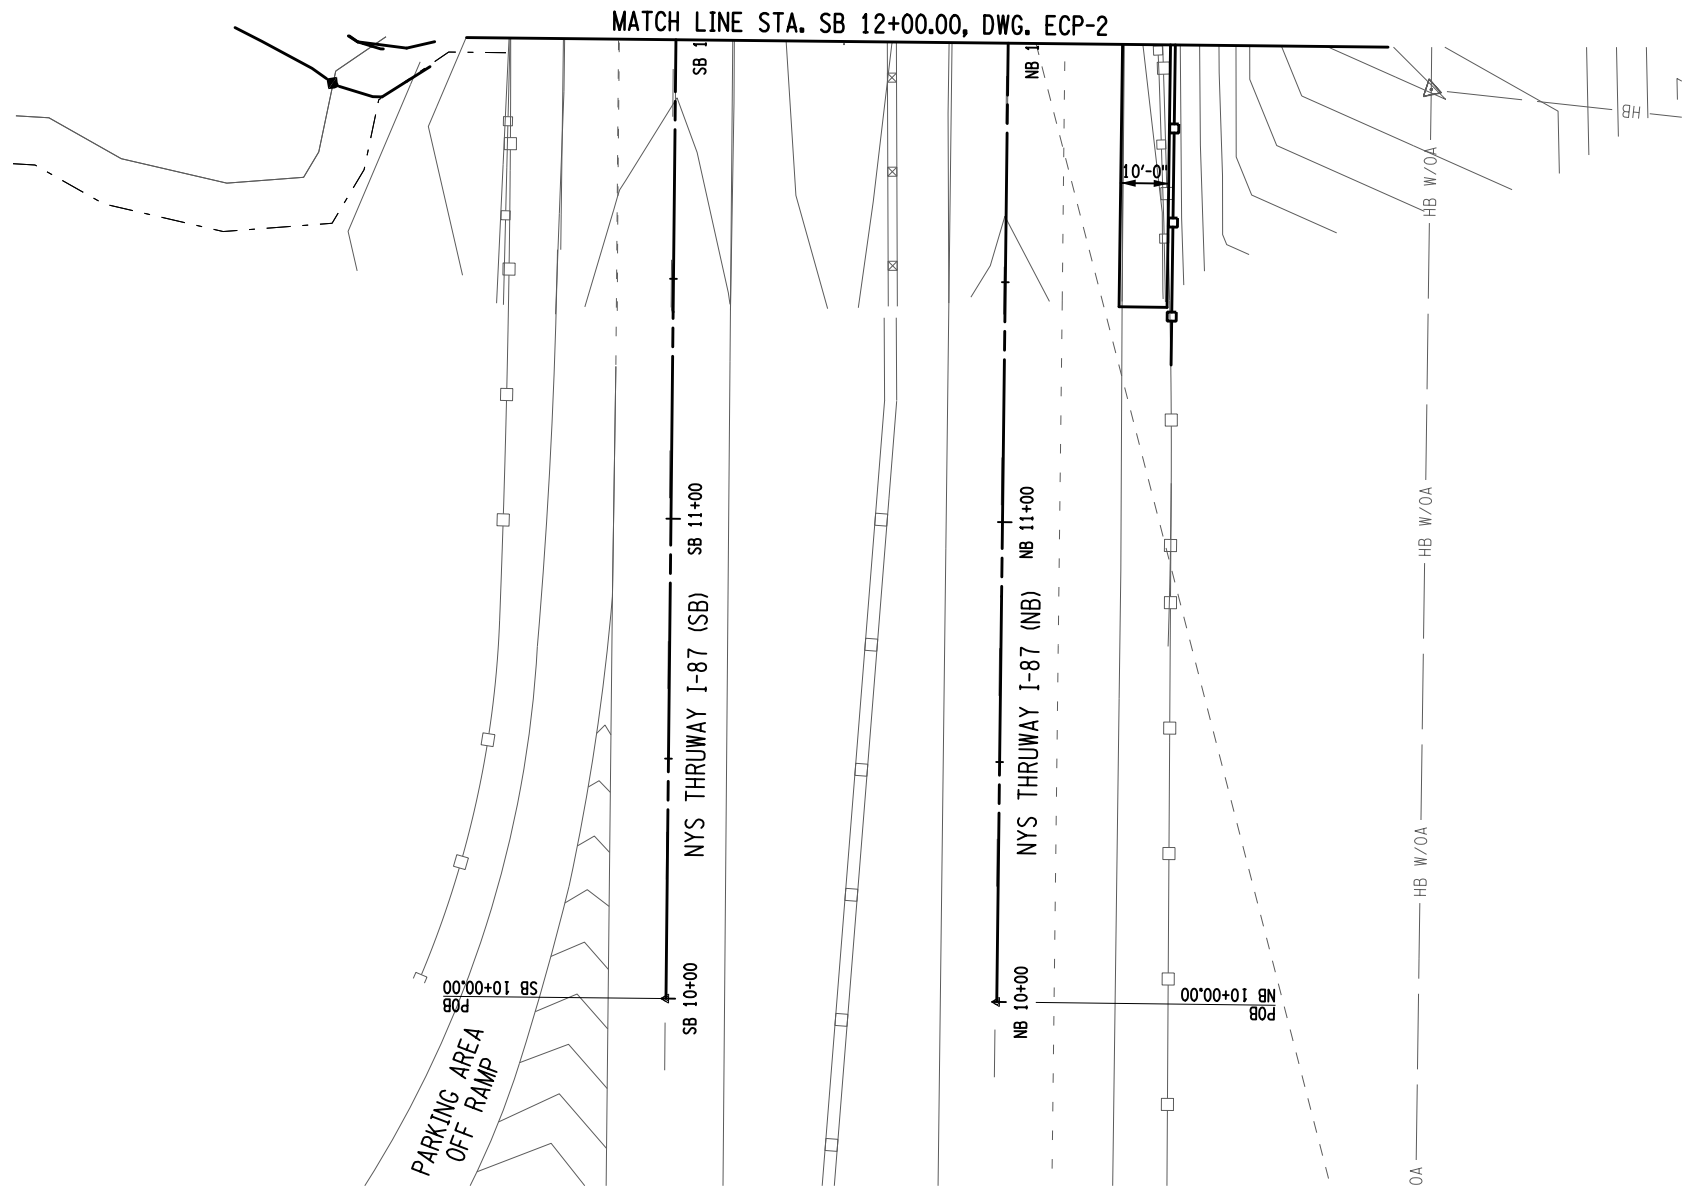 MATCH LINE STA. SB 12+00.00, DWG. ECP-2
SB 1
NB 1
HB
10'-0"
HB W/OA
SB 11+00
NB 11+00
HB W/OA
NYS THRUWAY I-87 (SB)
NYS THRUWAY I-87 (NB)
HB W/OA
SB 10+00
NB 10+00
POB
SB 10+00.00
POB
NB 10+00.00
PARKING AREA
OFF RAMP
OA